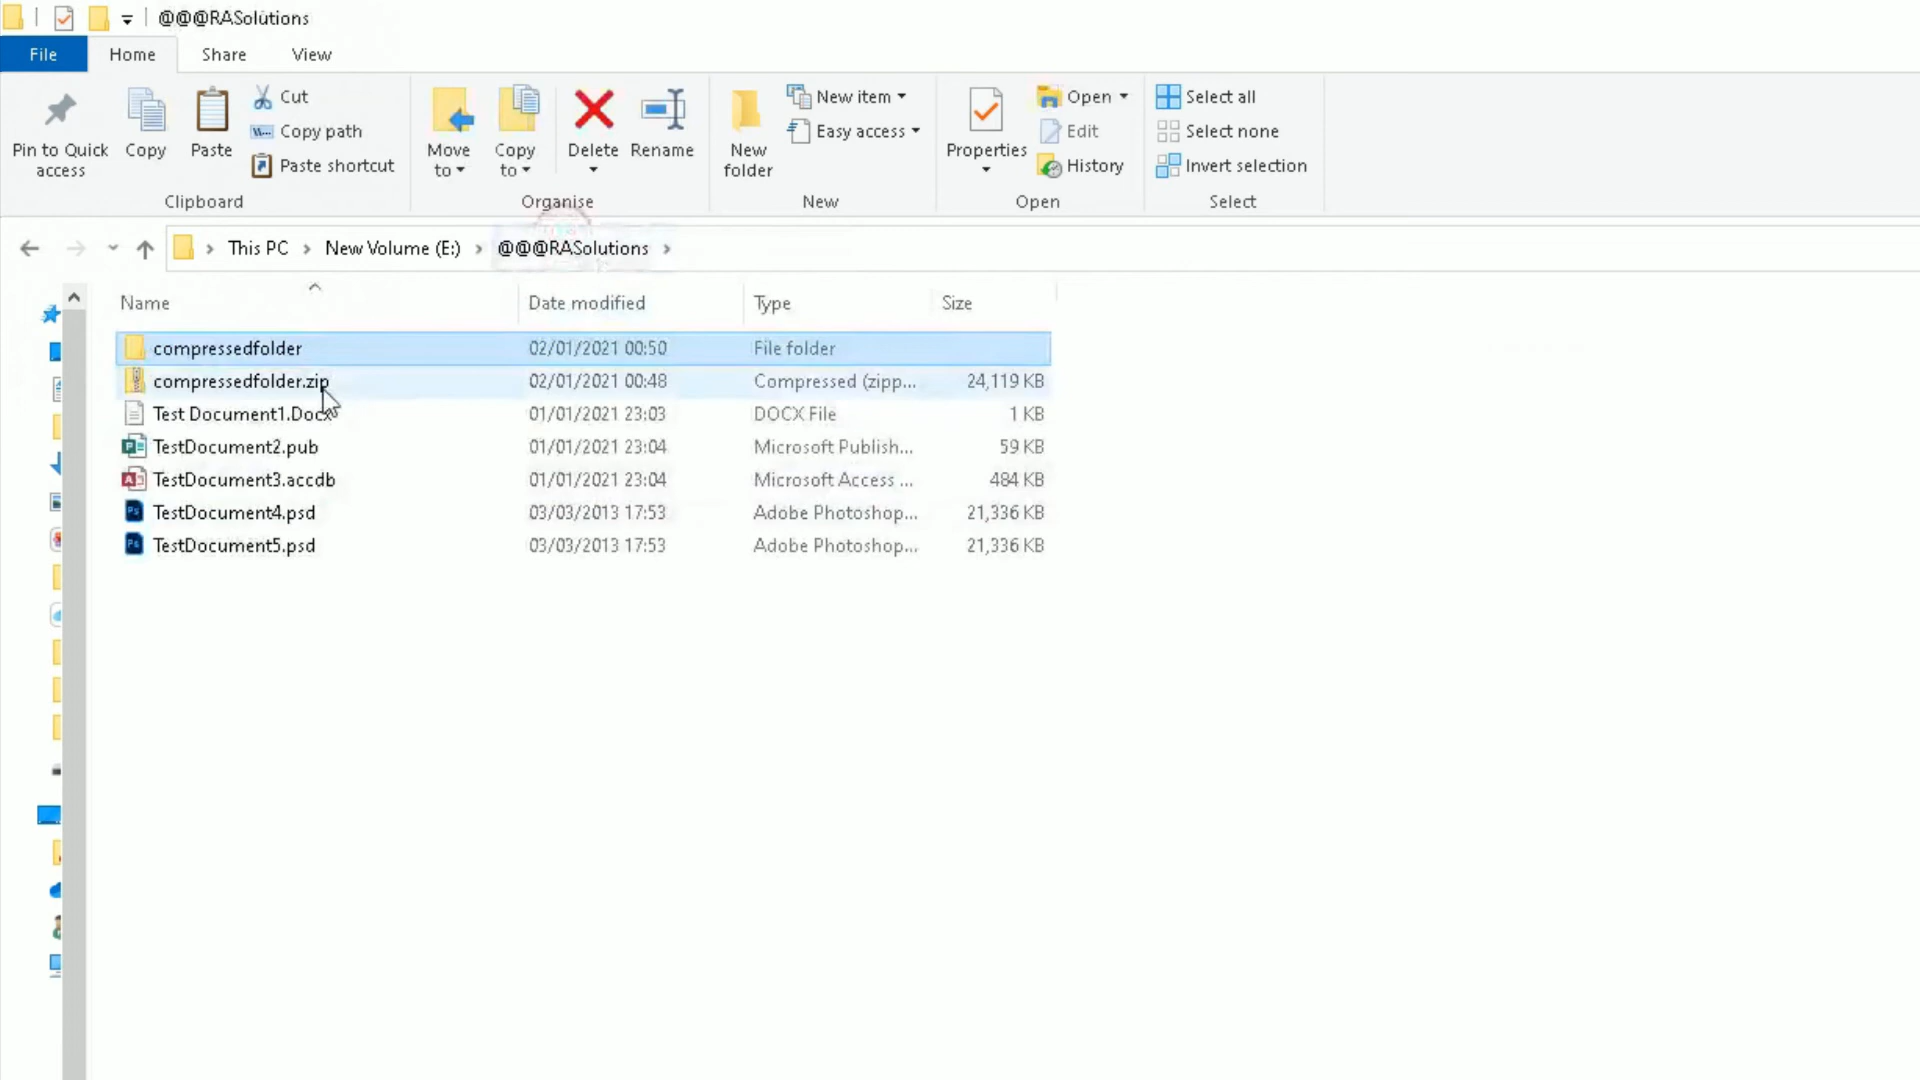 @@@RASolutions
File Home Share View
Pin to Quick access
Copy
Paste
Cut
Copy path
Paste shortcut
Clipboard
Move to
Copy to
Delete
Rename
Organise
New folder
New item
Easy access
New
Properties
Open
Edit
History
Open
Select all
Select none
Invert selection
Select
This PC New Volume (E:) @@@RASolutions
Name Date modified Type Size
compressedfolder 02/01/2021 00:50 File folder
compressedfolder.zip 02/01/2021 00:48 Compressed (zipp... 24,119 KB
Test Document1.Docx 01/01/2021 23:03 DOCX File 1 KB
TestDocument2.pub 01/01/2021 23:04 Microsoft Publish... 59 KB
TestDocument3.accdb 01/01/2021 23:04 Microsoft Access ... 484 KB
TestDocument4.psd 03/03/2013 17:53 Adobe Photoshop... 21,336 KB
TestDocument5.psd 03/03/2013 17:53 Adobe Photoshop... 21,336 KB